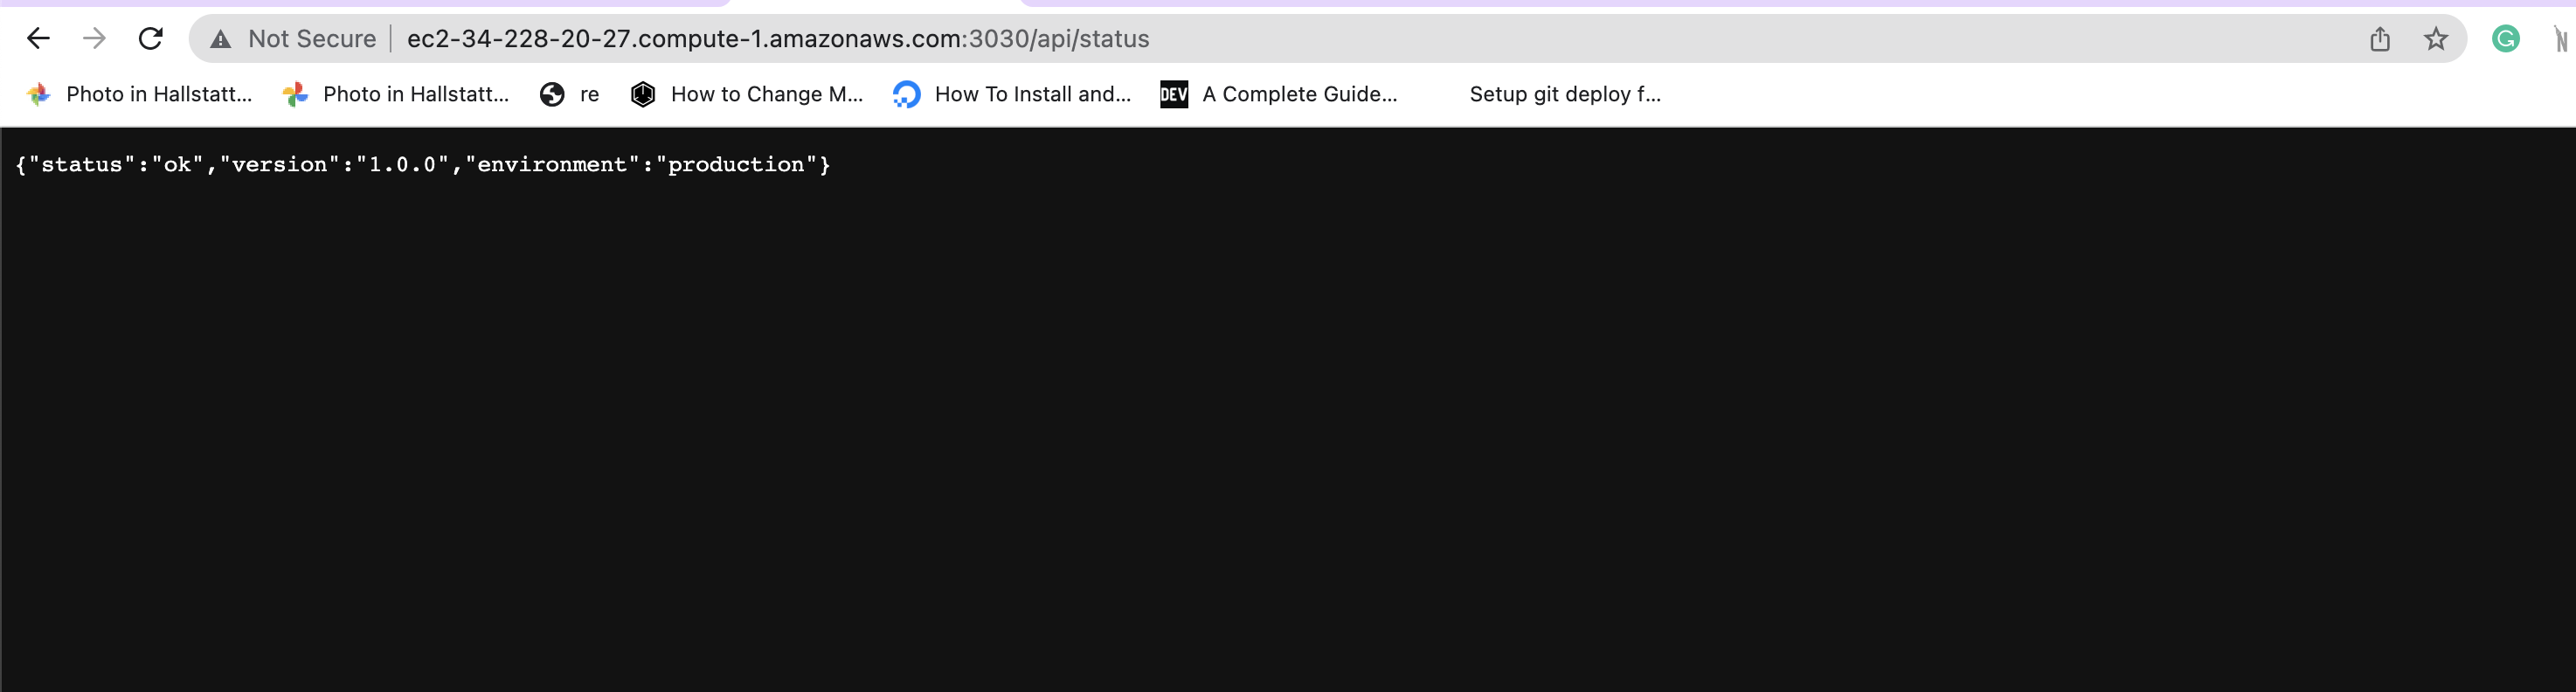 Not Secure ec2-34-228-20-27.compute-1.amazonaws.com:3030/api/status
Photo in Hallstatt... Photo in Hallstatt... re How to Change M... How To Install and... DEV A Complete Guide... Setup git deploy f...
{"status":"ok","version":"1.0.0","environment":"production"}